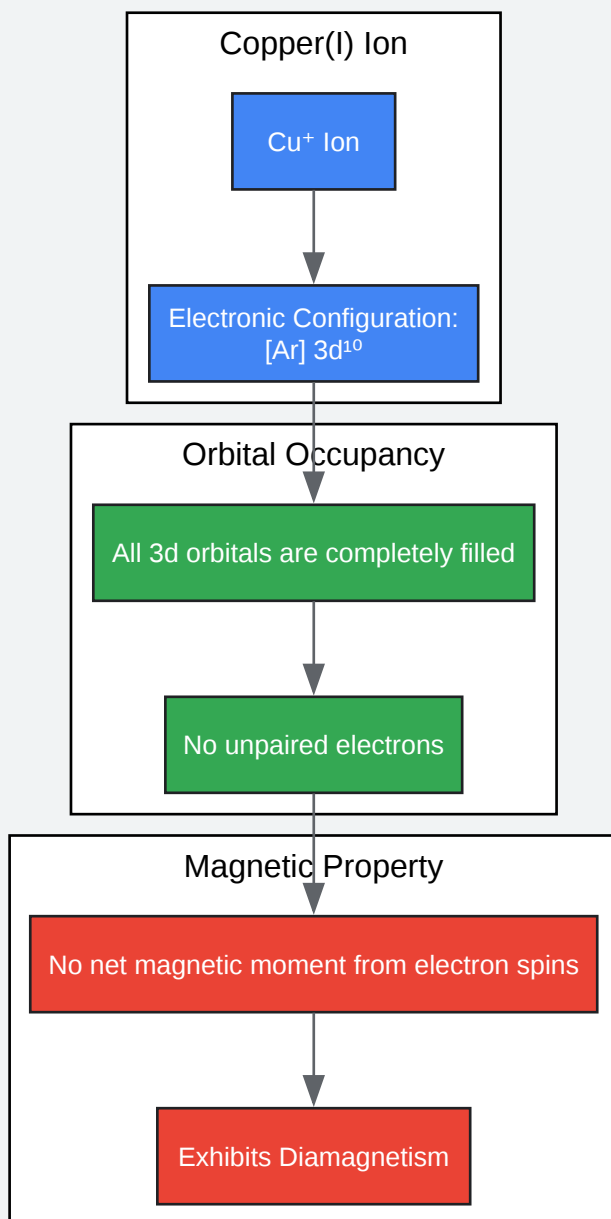 Copper(I) Ion
Cu⁺ Ion
Electronic Configuration:
[Ar] 3d¹⁰
Orbital Occupancy
All 3d orbitals are completely filled
No unpaired electrons
Magnetic Property
No net magnetic moment from electron spins
Exhibits Diamagnetism